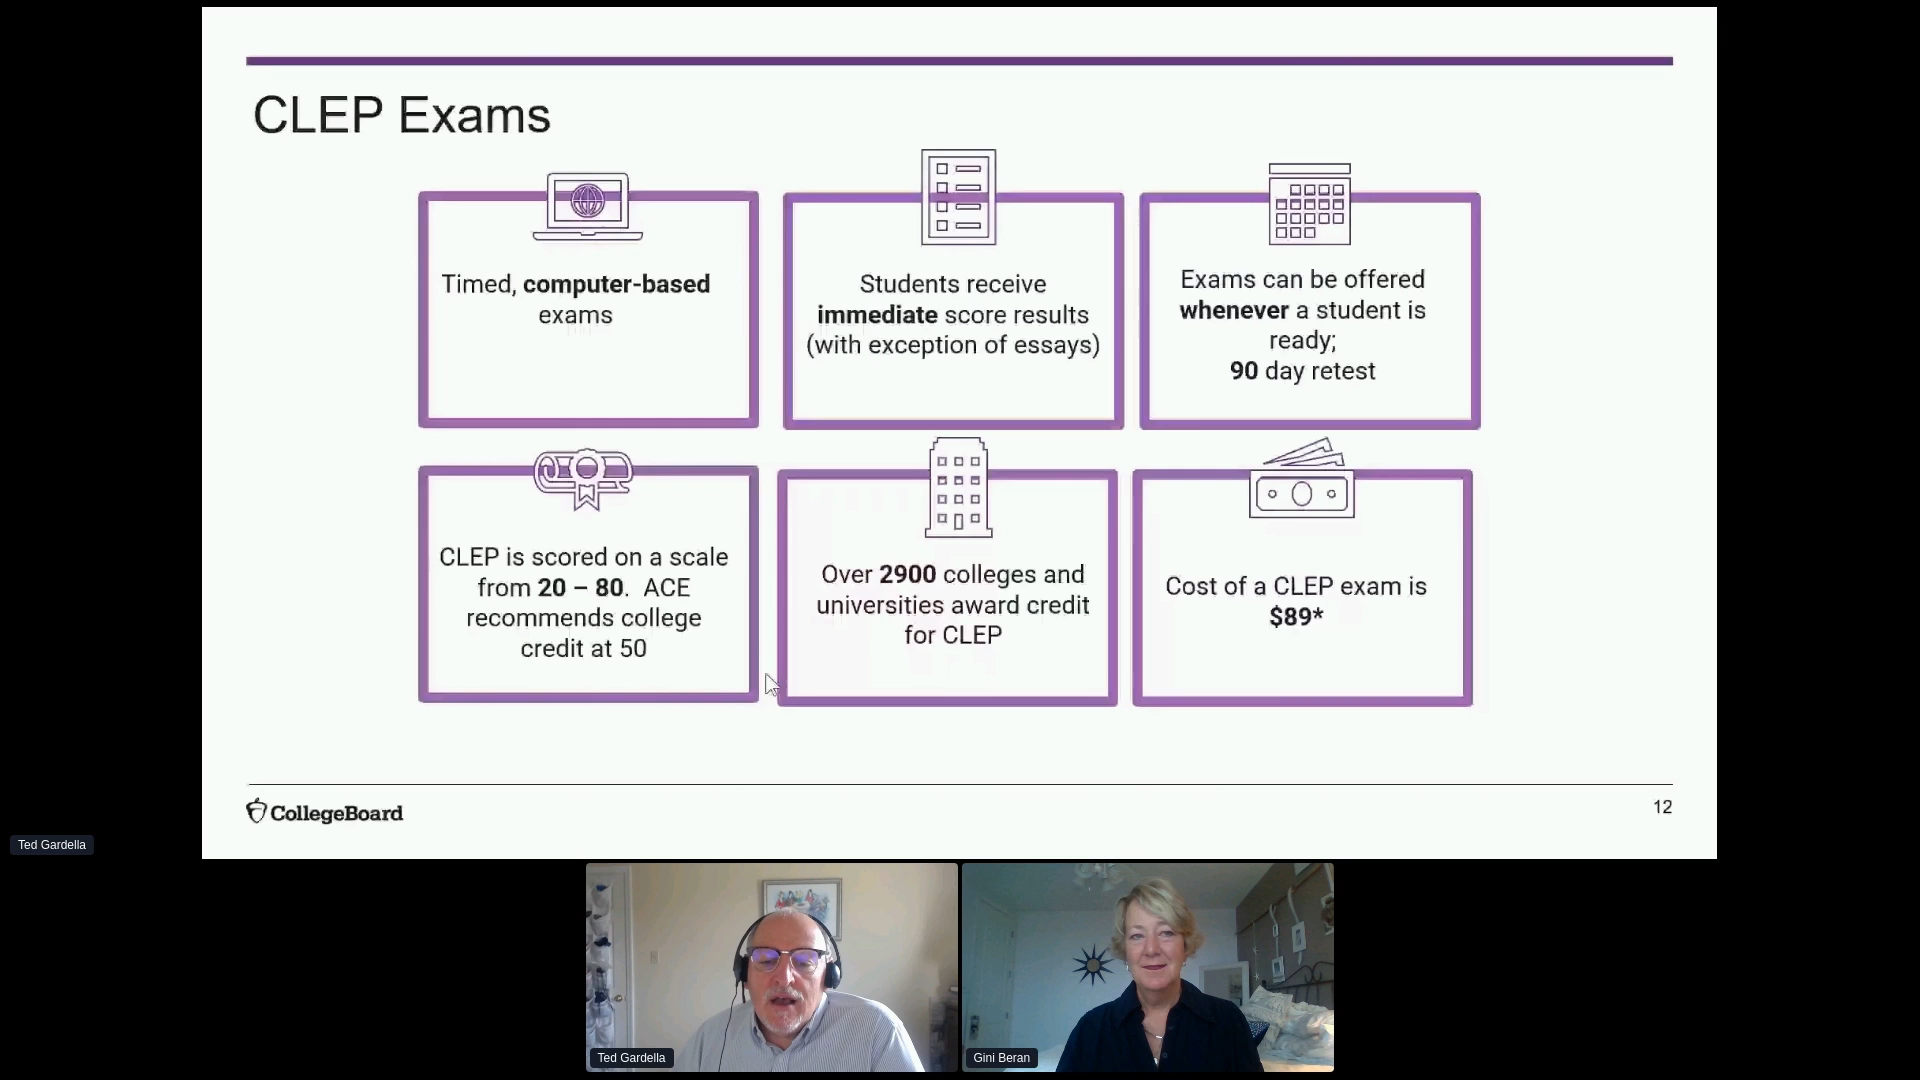 CLEP Exams
Timed, computer-based
exams
Students receive
immediate score results
(with exception of essays)
Exams can be offered
whenever a student is
ready;
90 day retest
CLEP is scored on a scale
from 20 – 80.  ACE
recommends college
credit at 50
Over 2900 colleges and
universities award credit
for CLEP
Cost of a CLEP exam is
$89*
CollegeBoard
12
Ted Gardella
Ted Gardella
Gini Beran